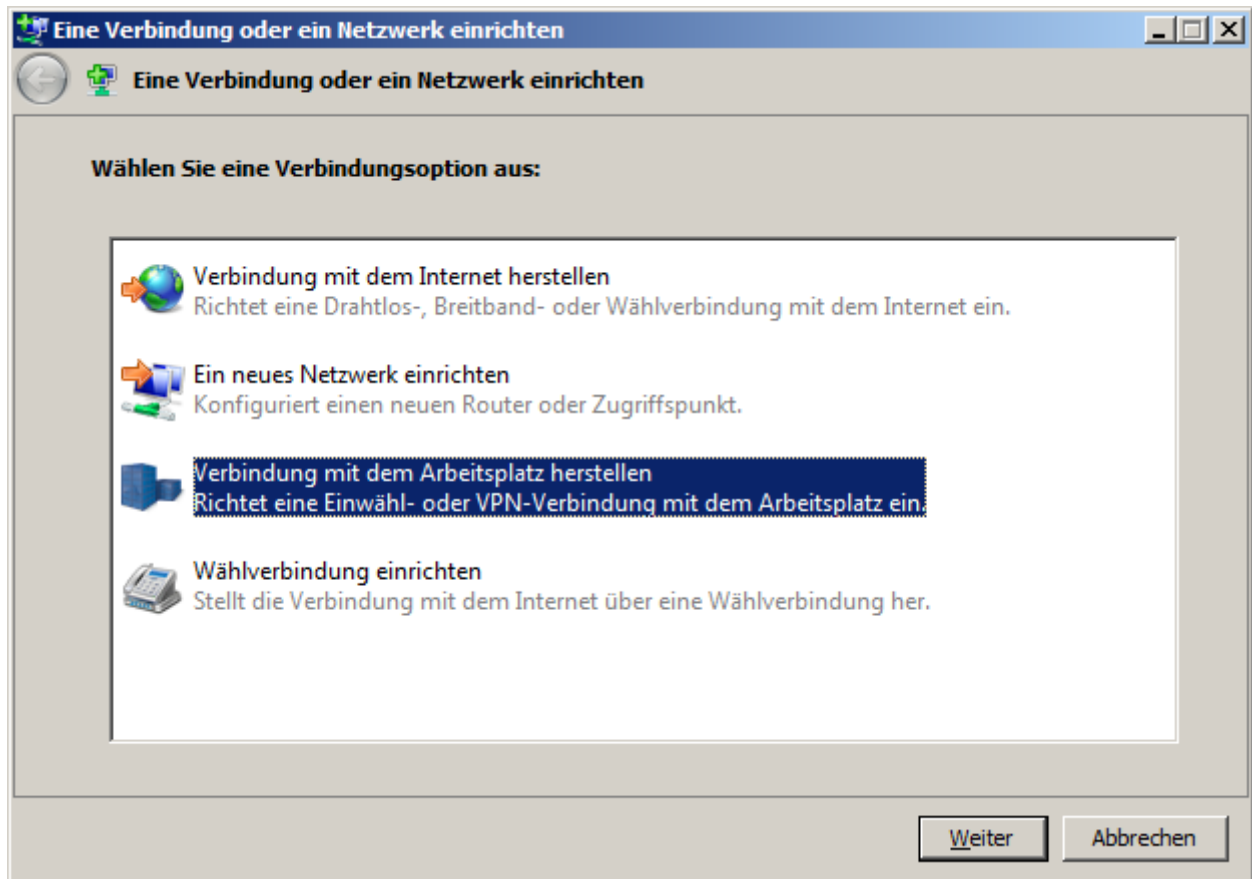 Eine Verbindung oder ein Netzwerk einrichten
Eine Verbindung oder ein Netzwerk einrichten
Wählen Sie eine Verbindungsoption aus:
Verbindung mit dem Internet herstellen
Richtet eine Drahtlos-, Breitband- oder Wählverbindung mit dem Internet ein.
Ein neues Netzwerk einrichten
Konfiguriert einen neuen Router oder Zugriffspunkt.
Verbindung mit dem Arbeitsplatz herstellen
Richtet eine Einwähl- oder VPN-Verbindung mit dem Arbeitsplatz ein.
Wählverbindung einrichten
Stellt die Verbindung mit dem Internet über eine Wählverbindung her.
Weiter Abbrechen